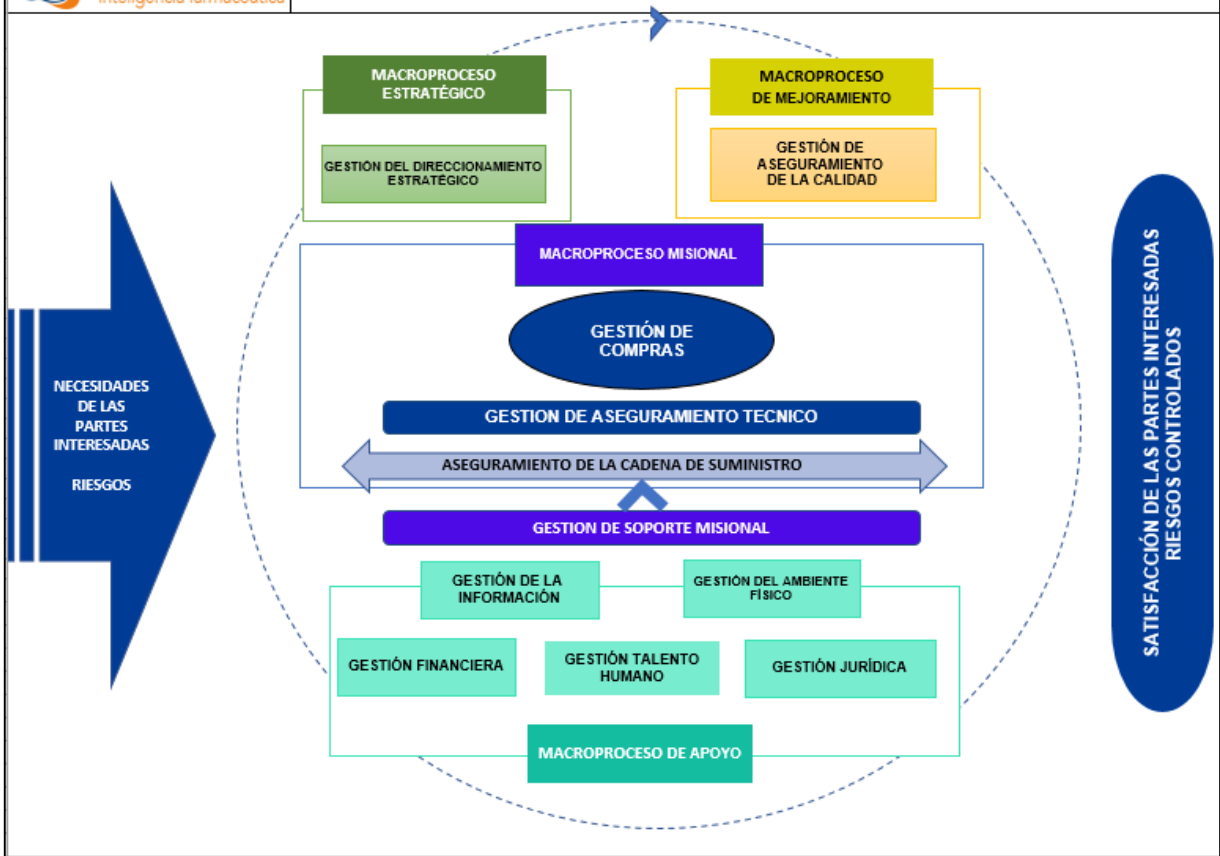 Inteligencia farmacéutica
MACROPROCESO
ESTRATÉGICO
GESTIÓN DEL DIRECCIONAMIENTO
ESTRATÉGICO
MACROPROCESO
DE MEJORAMIENTO
GESTIÓN DE
ASEGURAMIENTO
DE LA CALIDAD
MACROPROCESO MISIONAL
GESTIÓN DE
COMPRAS
GESTION DE ASEGURAMIENTO TECNICO
ASEGURAMIENTO DE LA CADENA DE SUMINISTRO
GESTION DE SOPORTE MISIONAL
NECESIDADES
DE LAS
PARTES
INTERESADAS
RIESGOS
GESTIÓN DE LA
INFORMACIÓN
GESTIÓN DEL AMBIENTE
FÍSICO
GESTIÓN FINANCIERA
GESTIÓN TALENTO
HUMANO
GESTIÓN JURÍDICA
MACROPROCESO DE APOYO
SATISFACCIÓN DE LAS PARTES INTERESADAS
RIESGOS CONTROLADOS